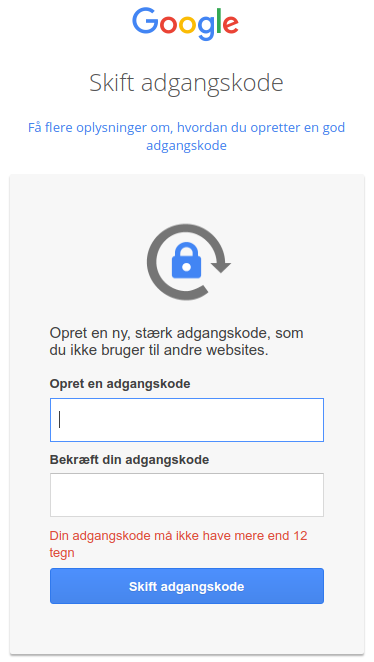 Google
Skift adgangskode
Få flere oplysninger om, hvordan du opretter en god
adgangskode
Opret en ny, stærk adgangskode, som
du ikke bruger til andre websites.
Opret en adgangskode
Bekræft din adgangskode
Din adgangskode må ikke have mere end 12
tegn
Skift adgangskode